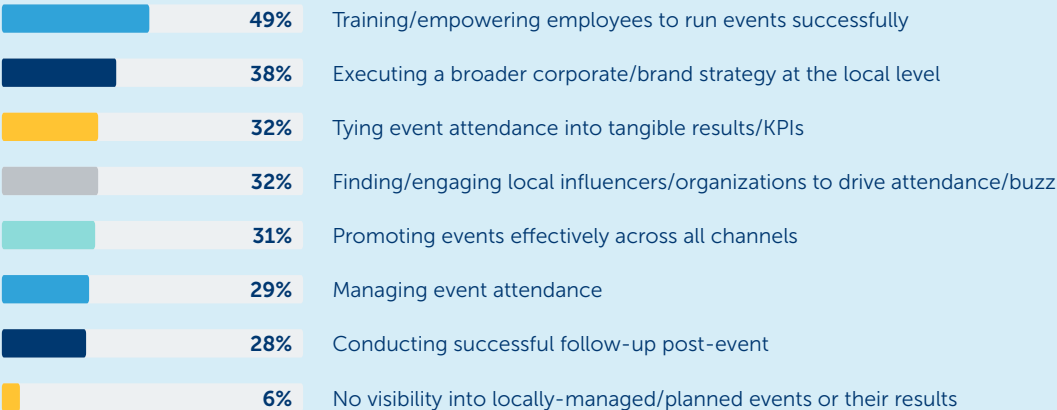 49% Training/empowering employees to run events successfully
38% Executing a broader corporate/brand strategy at the local level
32% Tying event attendance into tangible results/KPIs
32% Finding/engaging local influencers/organizations to drive attendance/buzz
31% Promoting events effectively across all channels
29% Managing event attendance
28% Conducting successful follow-up post-event
6% No visibility into locally-managed/planned events or their results